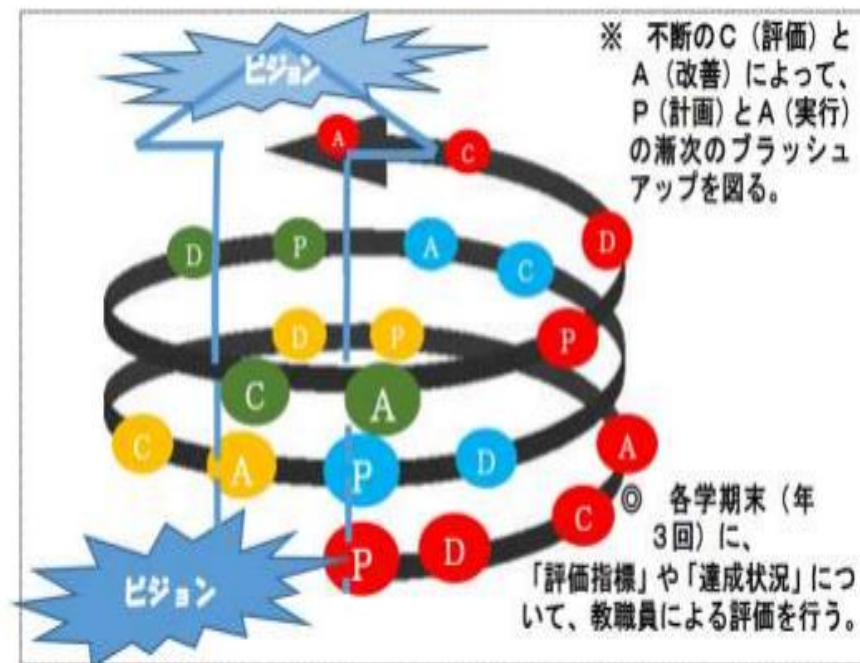 ビジョン
※　不断のC（評価）と
A（改善）によって、
P（計画）とA（実行）
の漸次のブラッシュ
アップを図る。
A
C
D
P
A
C
D
D
P
P
C
A
C
A
P
D
A
P
D
C
◎　各学期末（年
3回）に、
「評価指標」や「達成状況」につ
いて、教職員による評価を行う。
ビジョン